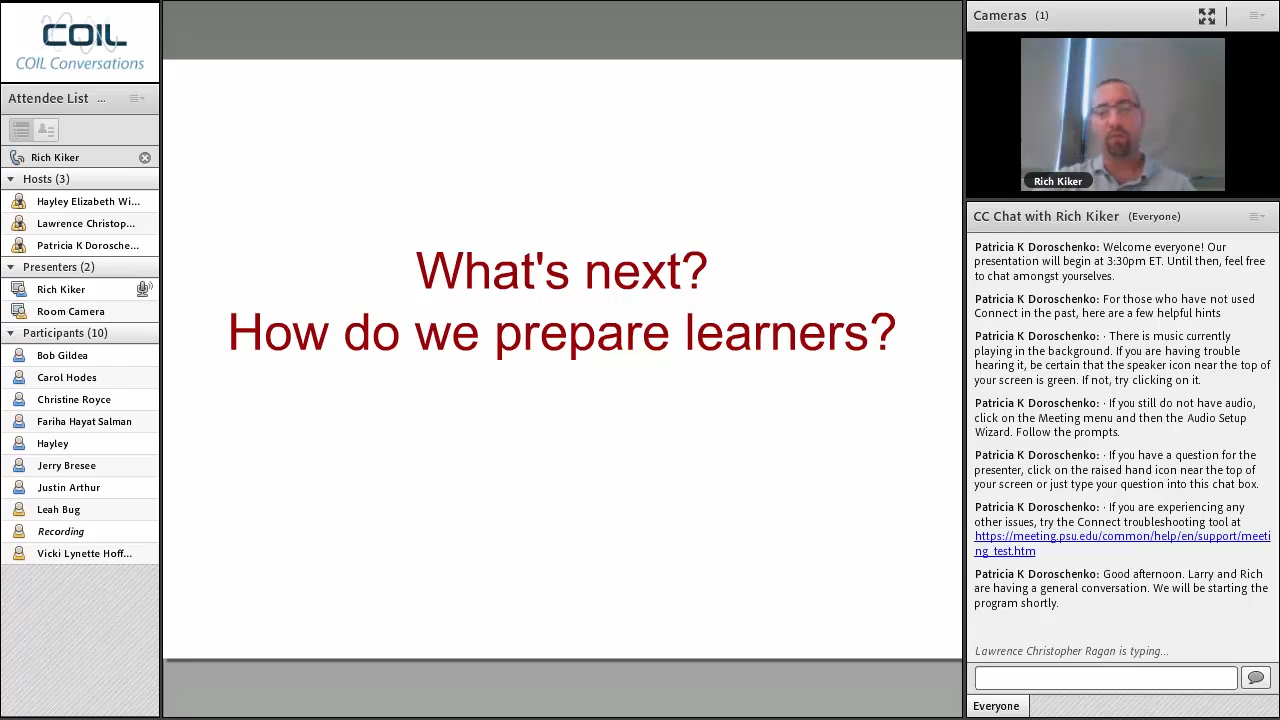 COIL
COIL Conversations
Attendee List ...
Rich Kiker
Hosts (3)
Hayley Elizabeth Wi...
Lawrence Christop...
Patricia K Dorosche...
Presenters (2)
Rich Kiker
Room Camera
Participants (10)
Bob Gildea
Carol Hodes
Christine Royce
Fariha Hayat Salman
Hayley
Jerry Bresee
Justin Arthur
Leah Bug
Recording
Vicki Lynette Hoff...
What's next?
How do we prepare learners?
Cameras (1)
Rich Kiker
CC Chat with Rich Kiker (Everyone)
Patricia K Doroschenko: Welcome everyone! Our
presentation will begin at 3:30pm ET. Until then, feel free
to chat amongst yourselves.
Patricia K Doroschenko: For those who have not used
Connect in the past, here are a few helpful hints
Patricia K Doroschenko: · There is music currently
playing in the background. If you are having trouble
hearing it, be certain that the speaker icon near the top of
your screen is green. If not, try clicking on it.
Patricia K Doroschenko: · If you still do not have audio,
click on the Meeting menu and then the Audio Setup
Wizard. Follow the prompts.
Patricia K Doroschenko: · If you have a question for the
presenter, click on the raised hand icon near the top of
your screen or just type your question into this chat box.
Patricia K Doroschenko: · If you are experiencing any
other issues, try the Connect troubleshooting tool at
https://meeting.psu.edu/common/help/en/support/meeti
ng_test.htm
Patricia K Doroschenko: Good afternoon. Larry and Rich
are having a general conversation. We will be starting the
program shortly.
Lawrence Christopher Ragan is typing...
Everyone